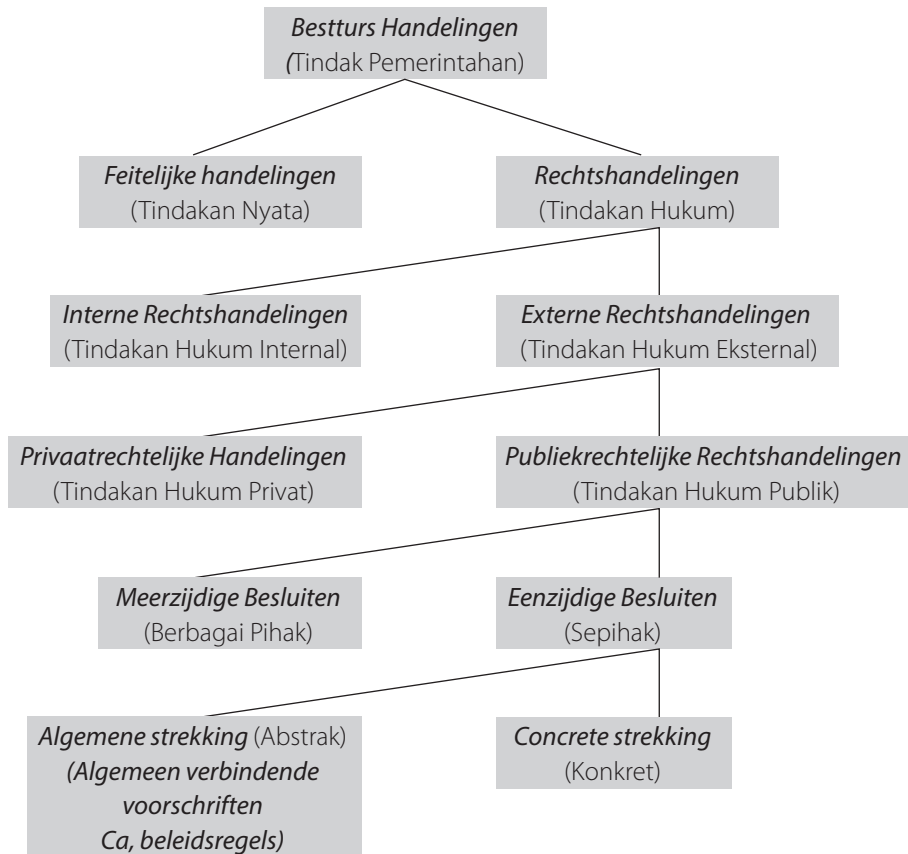 Bestturs Handelingen
(Tindak Pemerintahan)
Feitelijke handelingen
(Tindakan Nyata)
Rechtshandelingen
(Tindakan Hukum)
Interne Rechtshandelingen
(Tindakan Hukum Internal)
Externe Rechtshandelingen
(Tindakan Hukum Eksternal)
Privaatrechtelijke Handelingen
(Tindakan Hukum Privat)
Publiekrechtelijke Rechtshandelingen
(Tindakan Hukum Publik)
Meerzijdige Besluiten
(Berbagai Pihak)
Eenzijdige Besluiten
(Sepihak)
Algemene strekking (Abstrak)
(Algemeen verbindende
voorschriften
Ca, beleidsregels)
Concrete strekking
(Konkret)